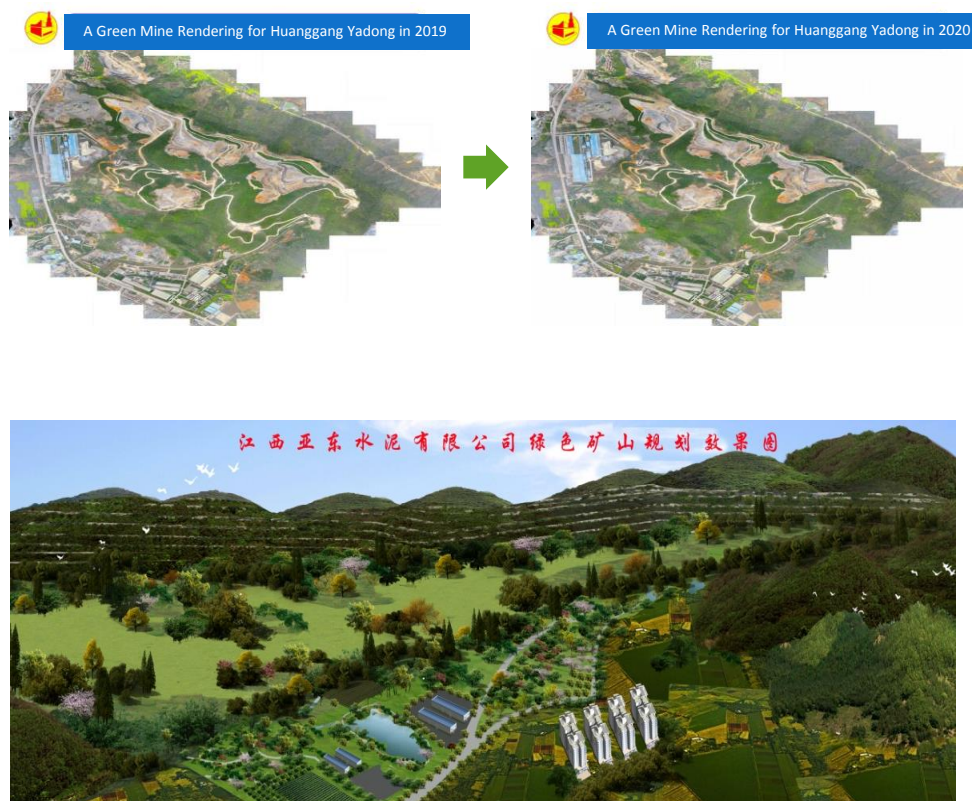 A Green Mine Rendering for Huanggang Yadong in 2019
A Green Mine Rendering for Huanggang Yadong in 2020
江西亚东水泥有限公司绿色矿山规划效果图